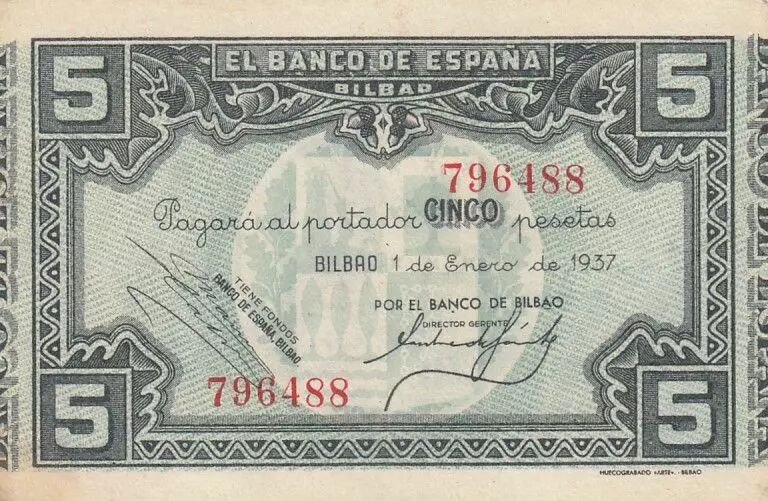 EL BANCO DE ESPAÑA
BILBAO
5 5
796488
Pagará al portador CINCO pesetas
BILBAO 1 de Enero de 1937
TIENE FONDOS
BANCO DE ESPAÑA, BILBAO.
POR EL BANCO DE BILBAO
DIRECTOR GERENTE
796488
5 5
HUECOGRABADO «ARTE».-BILBAO